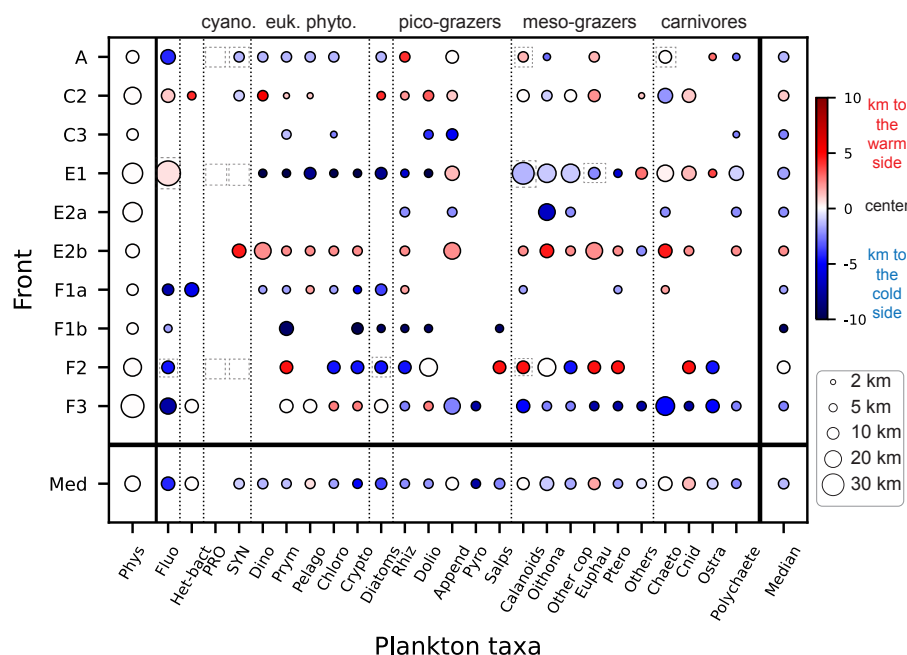 cyano. euk. phyto. pico-grazers meso-grazers carnivores
A
C2
C3
E1
E2a
E2b
F1a
F1b
F2
F3
Med
Front
Phys
Fluo
Het-bact
PRO
SYN
Dino
Prym
Pelago
Chloro
Crypto
Diatoms
Rhiz
Dolio
Append
Pyro
Salps
Calanoids
Oithona
Other cop
Euphau
Ptero
Others
Chaeto
Cnid
Ostra
Polychaete
Median
Plankton taxa
10
5
0
-5
-10
km to
the
warm
side
center
km to
the
cold
side
2 km
5 km
10 km
20 km
30 km